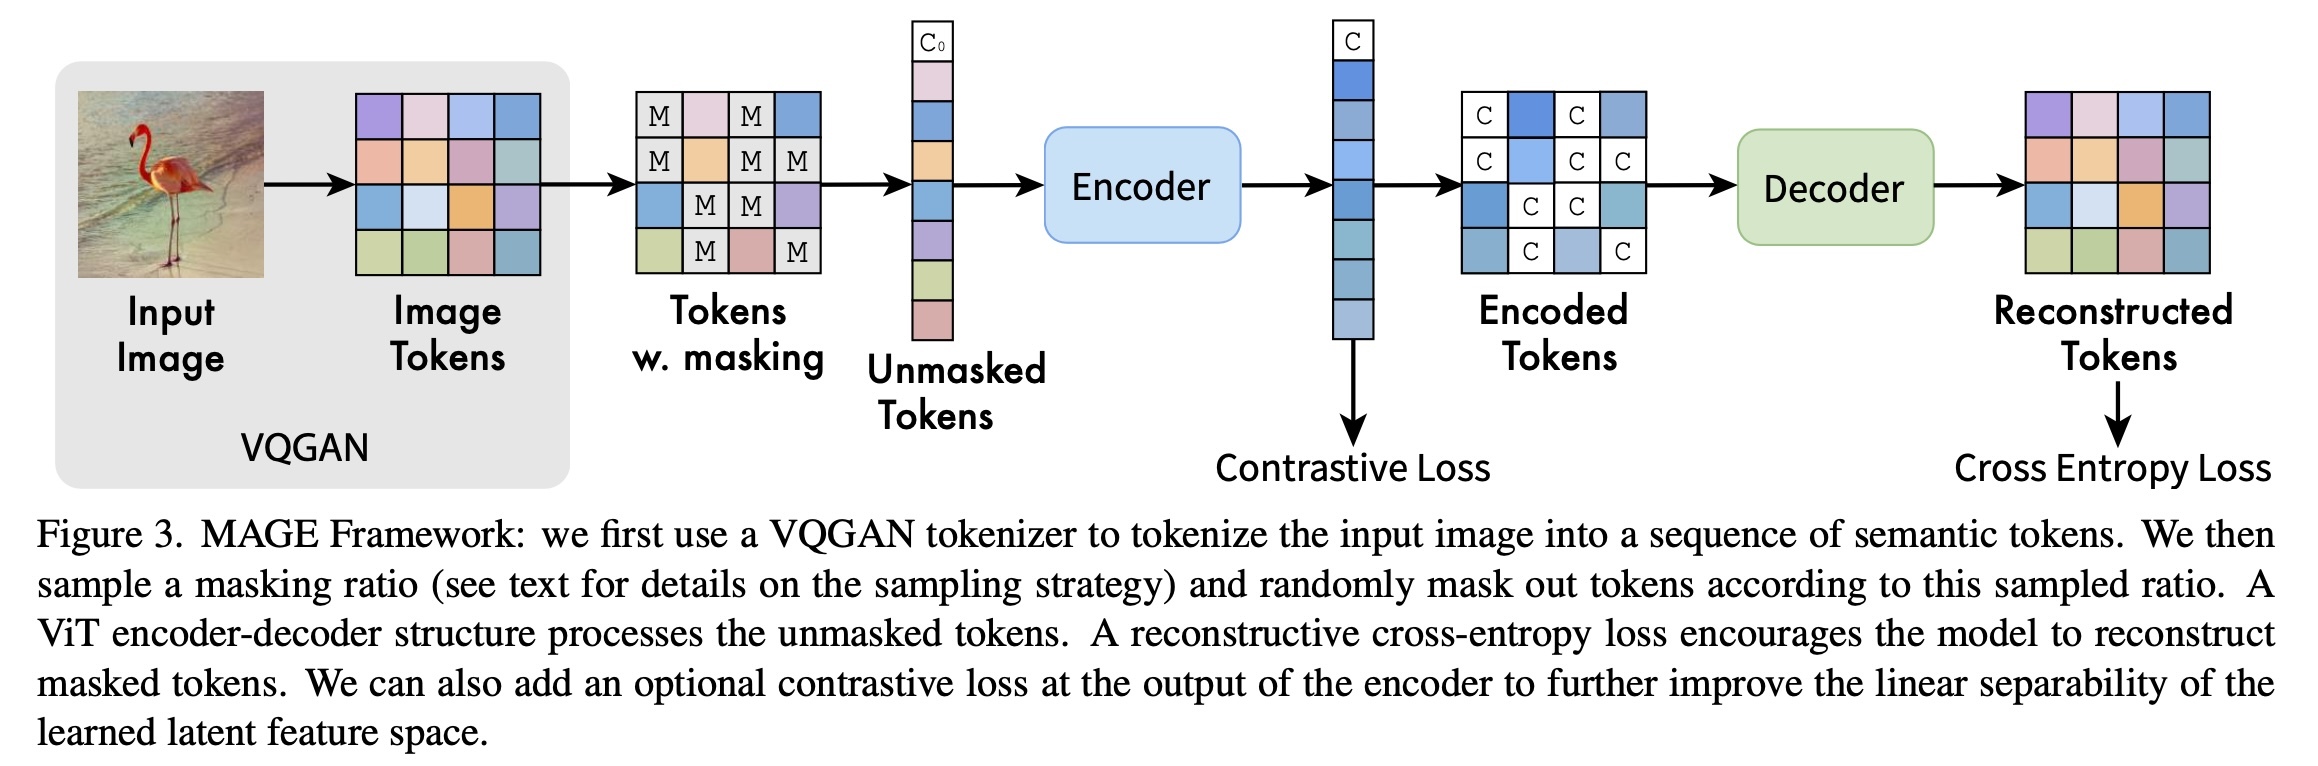 C₀
C
M M
M M M
M M
M M
C C
C C C
C C
C C
Encoder
Decoder
Input
Image
Image
Tokens
VQGAN
Tokens
w. masking
Unmasked
Tokens
Encoded
Tokens
Reconstructed
Tokens
Contrastive Loss
Cross Entropy Loss
Figure 3. MAGE Framework: we first use a VQGAN tokenizer to tokenize the input image into a sequence of semantic tokens. We then
sample a masking ratio (see text for details on the sampling strategy) and randomly mask out tokens according to this sampled ratio. A
ViT encoder-decoder structure processes the unmasked tokens. A reconstructive cross-entropy loss encourages the model to reconstruct
masked tokens. We can also add an optional contrastive loss at the output of the encoder to further improve the linear separability of the
learned latent feature space.